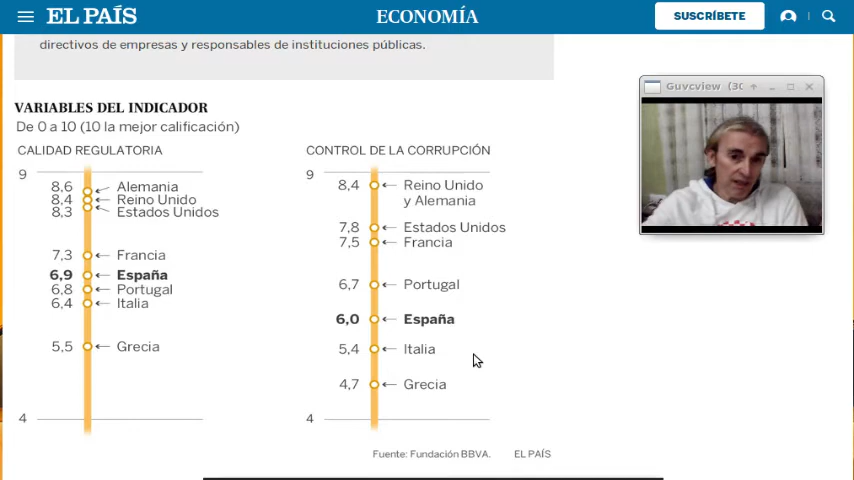 EL PAÍS
ECONOMÍA
SUSCRÍBETE
directivos de empresas y responsables de instituciones públicas.
VARIABLES DEL INDICADOR
De 0 a 10 (10 la mejor calificación)
CALIDAD REGULATORIA
9
8,6 Alemania
8,4 Reino Unido
8,3 Estados Unidos
7,3 Francia
6,9 España
6,8 Portugal
6,4 Italia
5,5 Grecia
4
CONTROL DE LA CORRUPCIÓN
9
8,4 Reino Unido
y Alemania
7,8 Estados Unidos
7,5 Francia
6,7 Portugal
6,0 España
5,4 Italia
4,7 Grecia
4
Fuente: Fundación BBVA. EL PAÍS
Guvcview (30